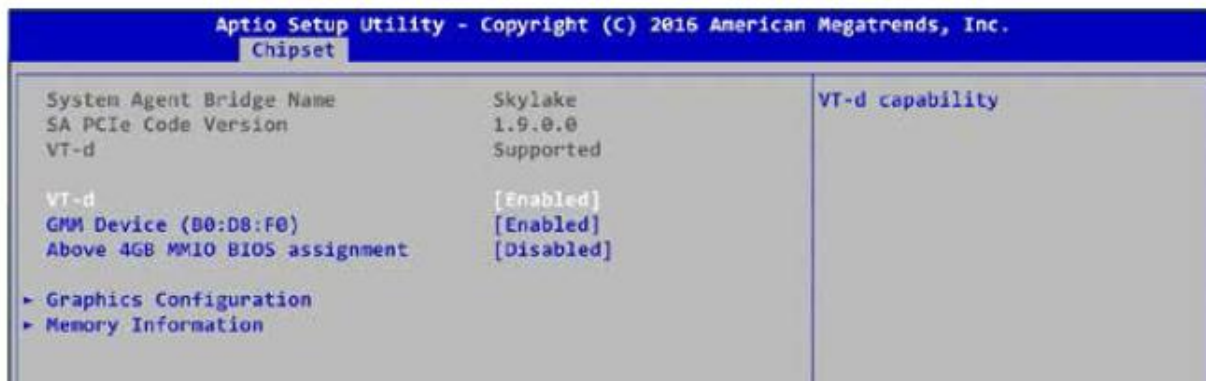 Aptio Setup Utility - Copyright (C) 2016 American Megatrends, Inc.
Chipset
System Agent Bridge Name Skylake
SA PCIe Code Version 1.9.0.0
VT-d Supported
VT-d [Enabled]
GMM Device (B0:D8:F0) [Enabled]
Above 4GB MMIO BIOS assignment [Disabled]
► Graphics Configuration
► Memory Information
VT-d capability